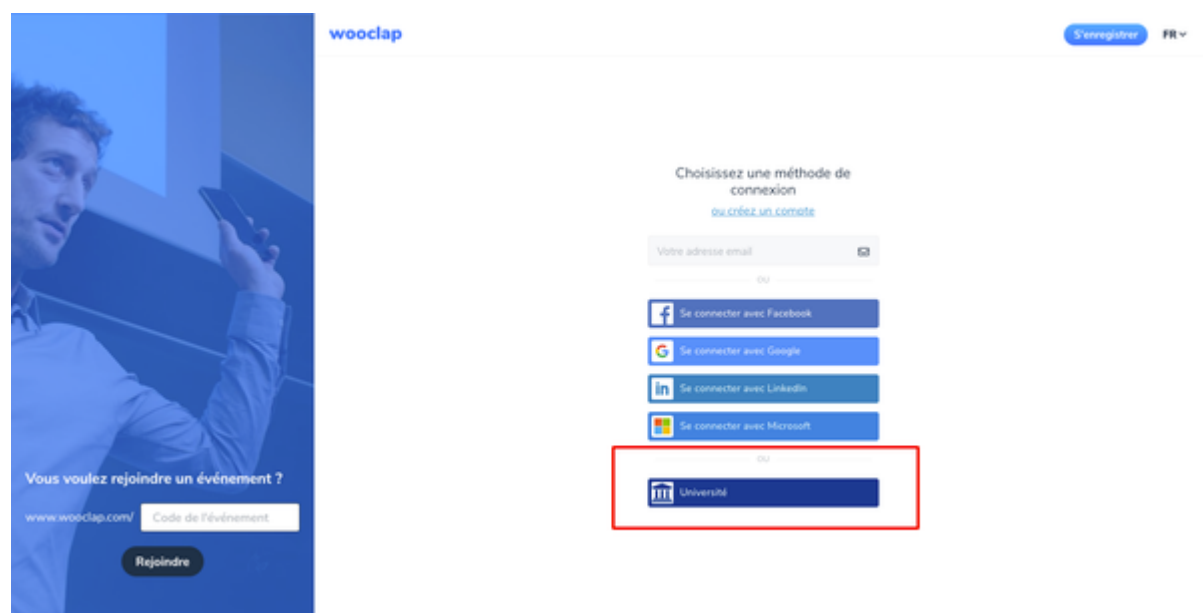 wooclap
S'enregistrer
FR
Choisissez une méthode de
connexion
ou créez un compte
Votre adresse email
ou
Se connecter avec Facebook
Se connecter avec Google
Se connecter avec LinkedIn
Se connecter avec Microsoft
ou
Université
Vous voulez rejoindre un événement ?
www.wooclap.com/ Code de l'événement
Rejoindre